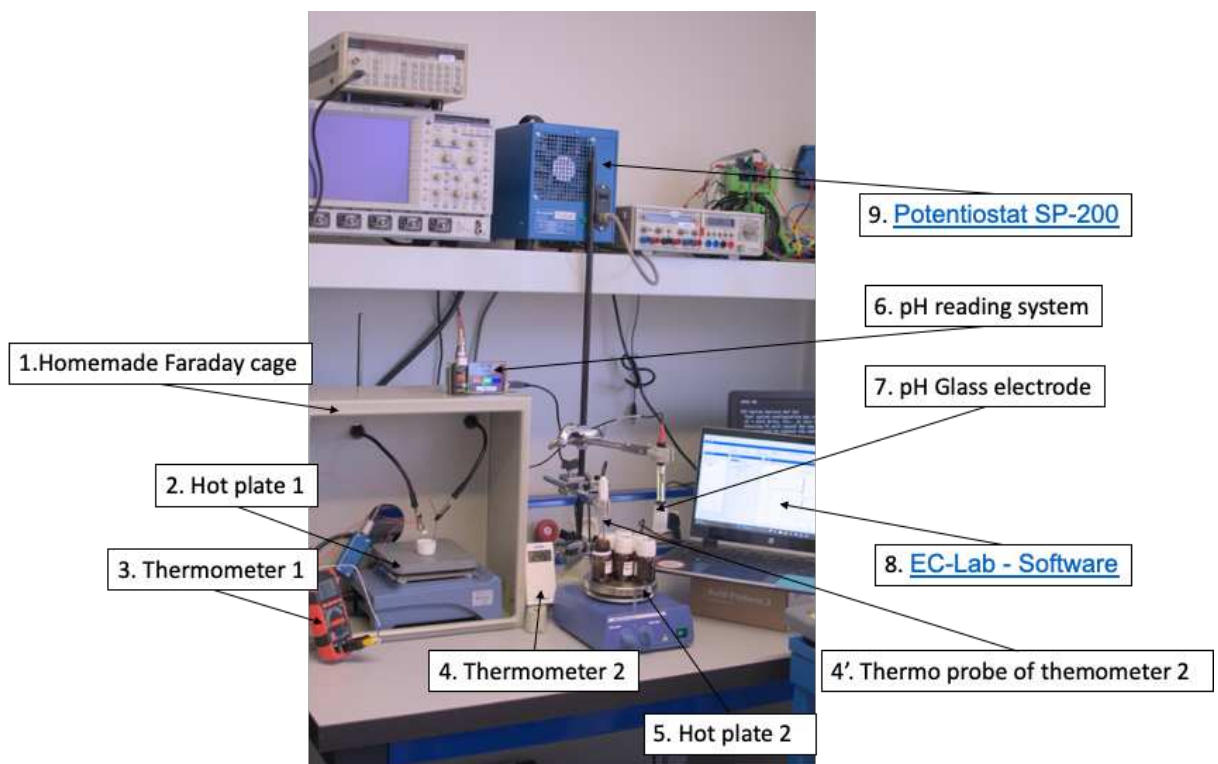 9. Potentiostat SP-200
6. pH reading system
1.Homemade Faraday cage
7. pH Glass electrode
2. Hot plate 1
8. EC-Lab - Software
3. Thermometer 1
4. Thermometer 2
4’. Thermo probe of themometer 2
5. Hot plate 2